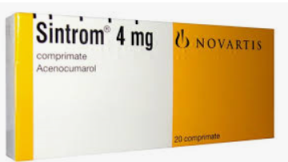 Sintrom® 4 mg
comprimate
Acenocumarol
NOVARTIS
20 comprimate